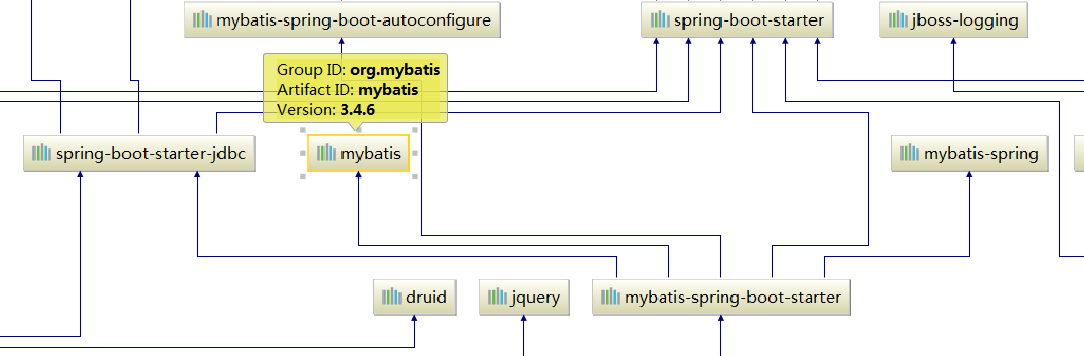 mybatis-spring-boot-autoconfigure
spring-boot-starter
jboss-logging
Group ID: org.mybatis
Artifact ID: mybatis
Version: 3.4.6
spring-boot-starter-jdbc
mybatis
mybatis-spring
druid
jquery
mybatis-spring-boot-starter